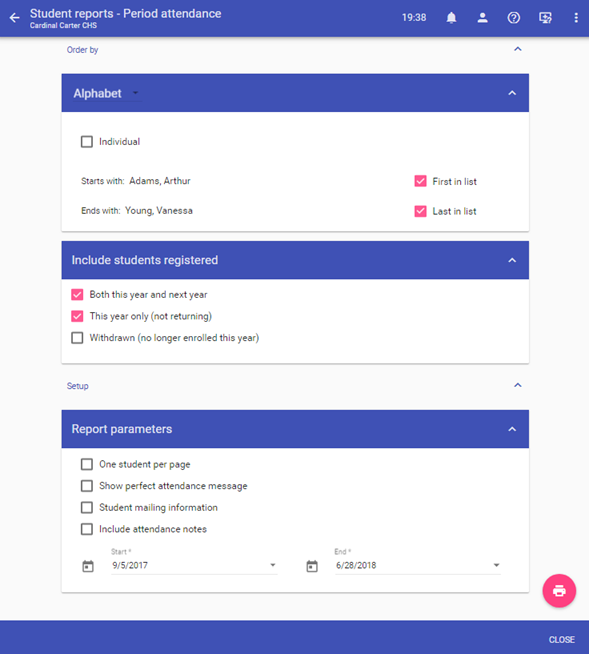 Student reports - Period attendance
19:38
Cardinal Carter CHS
Order by
Alphabet
Individual
Starts with: Adams, Arthur
First in list
Ends with: Young, Vanessa
Last in list
Include students registered
Both this year and next year
This year only (not returning)
Withdrawn (no longer enrolled this year)
Setup
Report parameters
One student per page
Show perfect attendance message
Student mailing information
Include attendance notes
Start *
End *
9/5/2017
6/28/2018
CLOSE